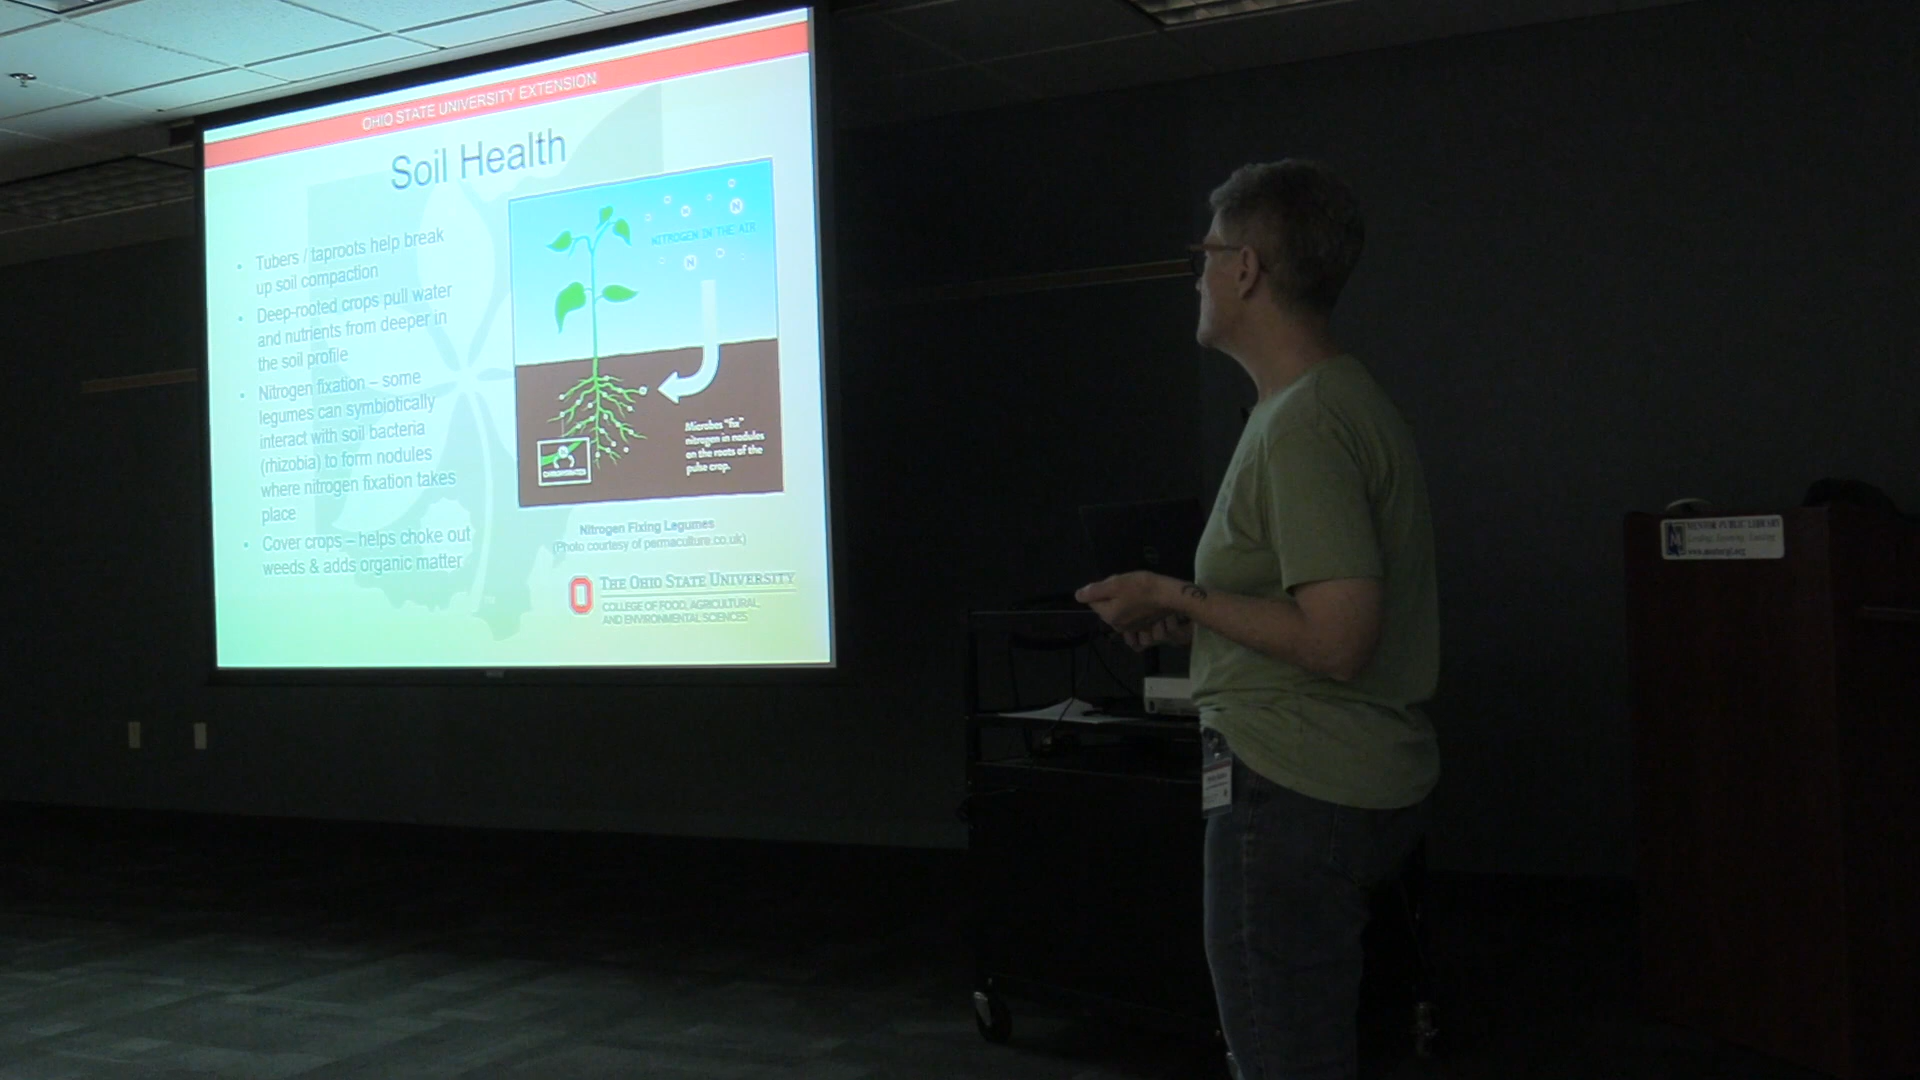 OHIO STATE UNIVERSITY EXTENSION
Soil Health
• Tubers / taproots help break
up soil compaction
• Deep-rooted crops pull water
and nutrients from deeper in
the soil profile
• Nitrogen fixation – some
legumes can symbiotically
interact with soil bacteria
(rhizobia) to form nodules
where nitrogen fixation takes
place
• Cover crops – helps choke out
weeds & adds organic matter
N
N
NITROGEN IN THE AIR
N
Microbes "fix"
nitrogen in nodules
on the roots of the
pulse crop.
CARBOHYDRATES
Nitrogen Fixing Legumes
(Photo courtesy of permaculture.co.uk)
THE OHIO STATE UNIVERSITY
COLLEGE OF FOOD, AGRICULTURAL,
AND ENVIRONMENTAL SCIENCES
MENTOR PUBLIC LIBRARY
www.mentorpl.org